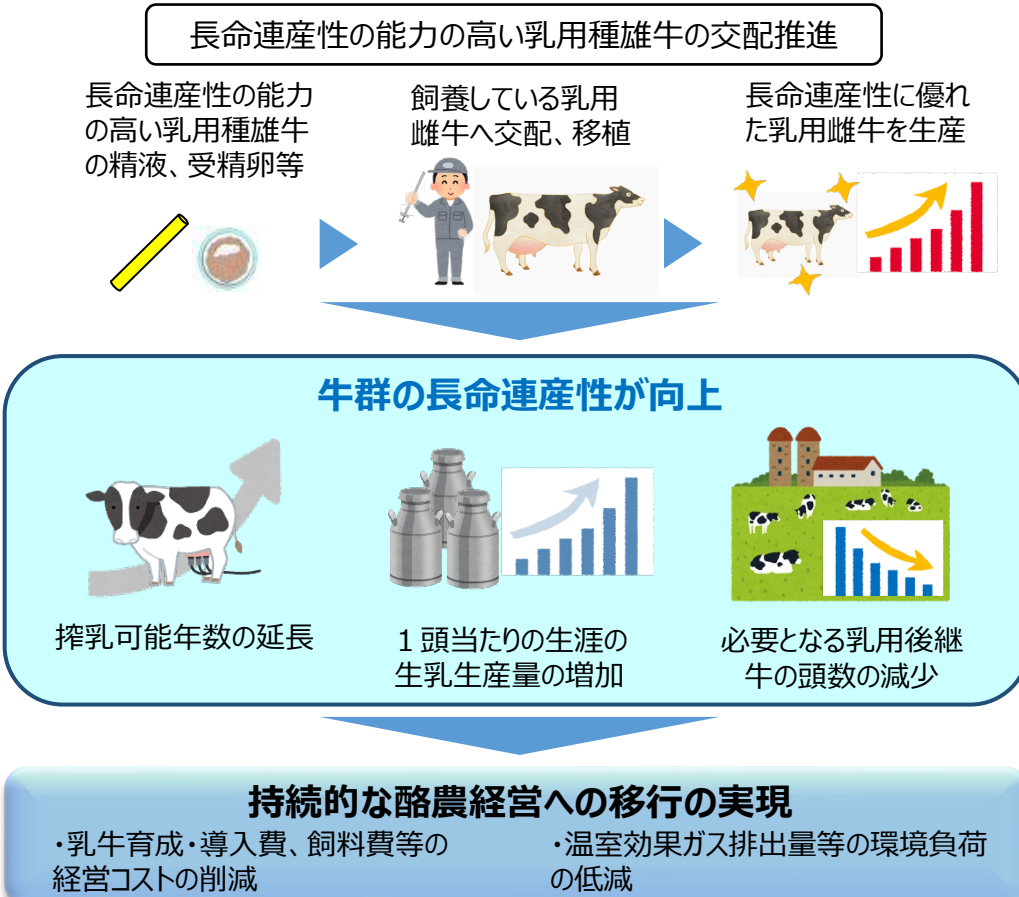 長命連産性の能力の高い乳用種雄牛の交配推進
長命連産性の能力
の高い乳用種雄牛
の精液、受精卵等
飼養している乳用
雌牛へ交配、移植
長命連産性に優れ
た乳用雌牛を生産
牛群の長命連産性が向上
搾乳可能年数の延長
1頭当たりの生涯の
生乳生産量の増加
必要となる乳用後継
牛の頭数の減少
持続的な酪農経営への移行の実現
・乳牛育成・導入費、飼料費等の
経営コストの削減
・温室効果ガス排出量等の環境負荷
の低減